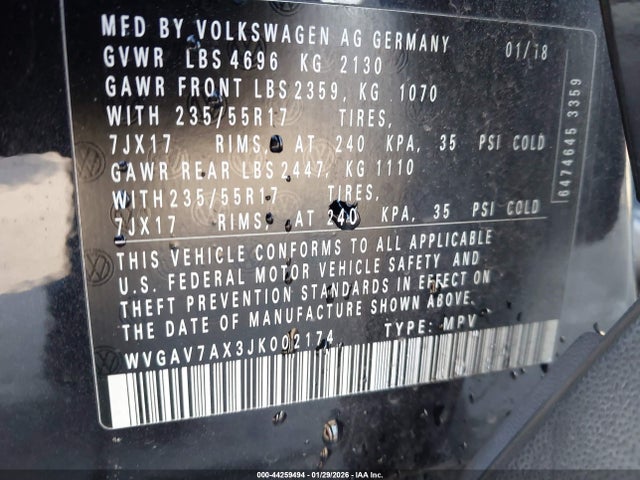 MFD BY VOLKSWAGEN AG GERMANY 01/18
GVWR LBS 4696 KG 2130
GAWR FRONT LBS 2359, KG 1070
WITH 235/55R17 TIRES,
7JX17 RIMS, AT 240 KPA, 35 PSI COLD
GAWR REAR LBS 2447, KG 1110
WITH 235/55R17 TIRES,
7JX17 RIMS, AT 240 KPA, 35 PSI COLD
THIS VEHICLE CONFORMS TO ALL APPLICABLE
U.S. FEDERAL MOTOR VEHICLE SAFETY AND
THEFT PREVENTION STANDARDS IN EFFECT ON
THE DATE OF MANUFACTURE SHOWN ABOVE.
WVGAV7AX3JK002174 TYPE: MPV
6474645 3359
000-44259494 - 01/29/2026 - IAA Inc.